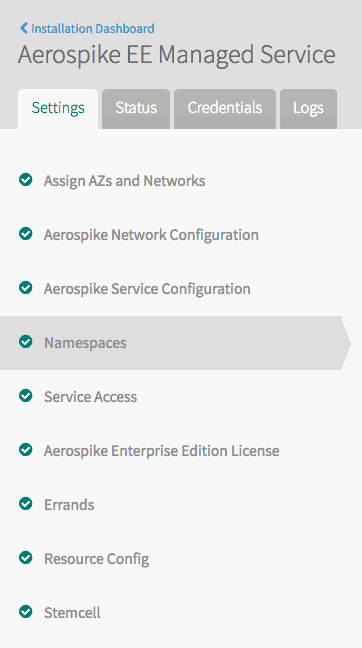 Installation Dashboard
Aerospike EE Managed Service
Settings Status Credentials Logs
Assign AZs and Networks
Aerospike Network Configuration
Aerospike Service Configuration
Namespaces
Service Access
Aerospike Enterprise Edition License
Errands
Resource Config
Stemcell